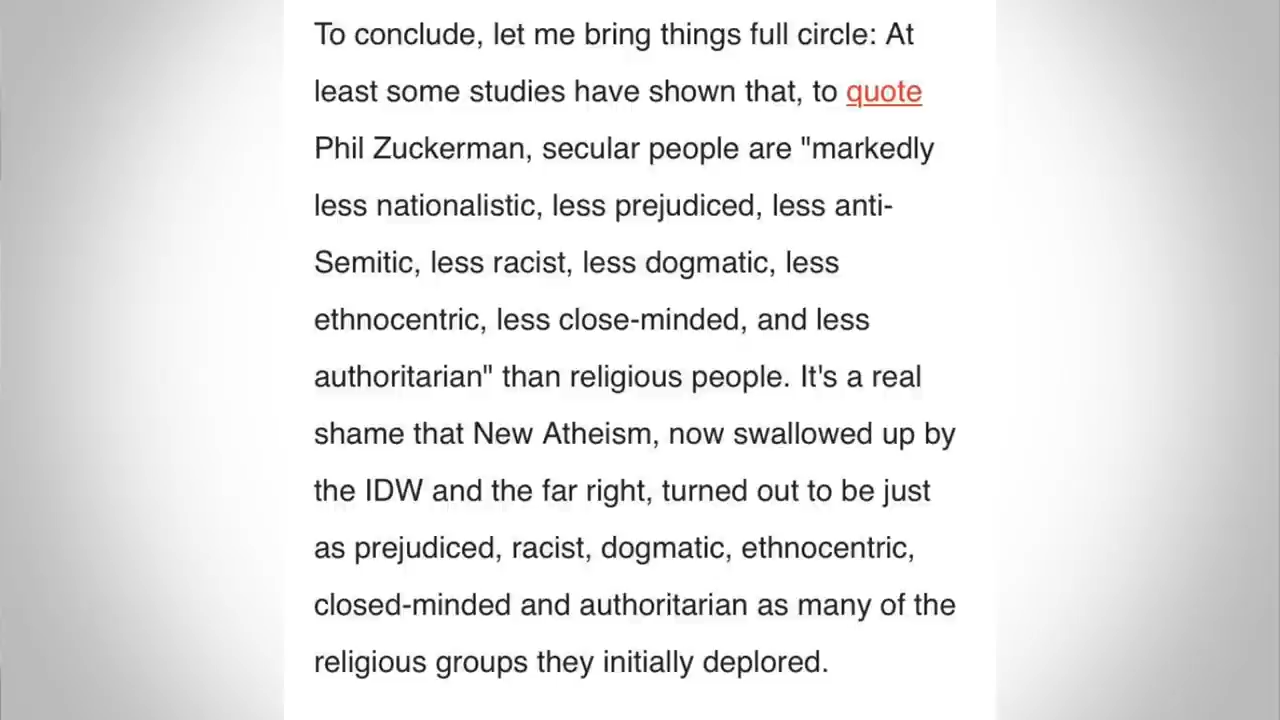 To conclude, let me bring things full circle: At
least some studies have shown that, to quote
Phil Zuckerman, secular people are "markedly
less nationalistic, less prejudiced, less anti-
Semitic, less racist, less dogmatic, less
ethnocentric, less close-minded, and less
authoritarian" than religious people. It's a real
shame that New Atheism, now swallowed up by
the IDW and the far right, turned out to be just
as prejudiced, racist, dogmatic, ethnocentric,
closed-minded and authoritarian as many of the
religious groups they initially deplored.